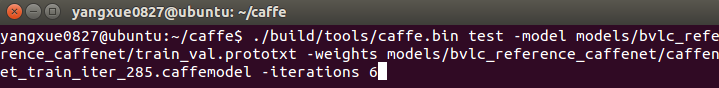 yangxue0827@ubuntu: ~/caffe
yangxue0827@ubuntu:~/caffe$ ./build/tools/caffe.bin test -model models/bvlc_refe
rence_caffenet/train_val.prototxt -weights models/bvlc_reference_caffenet/caffen
et_train_iter_285.caffemodel -iterations 6